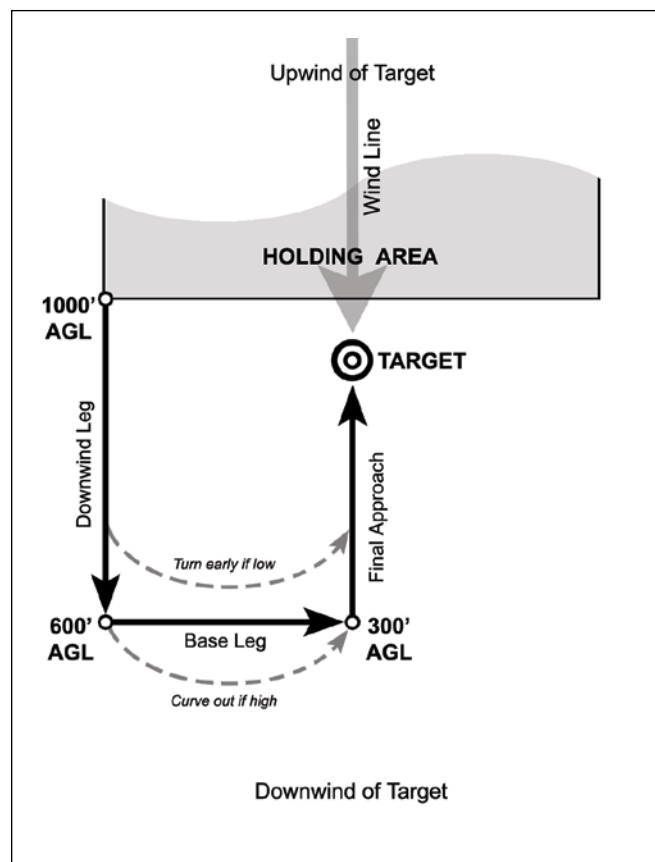 Upwind of Target
Wind Line
HOLDING AREA
1000’
AGL
TARGET
Downwind Leg
Final Approach
Turn early if low
600’
AGL
Base Leg
300’
AGL
Curve out if high
Downwind of Target